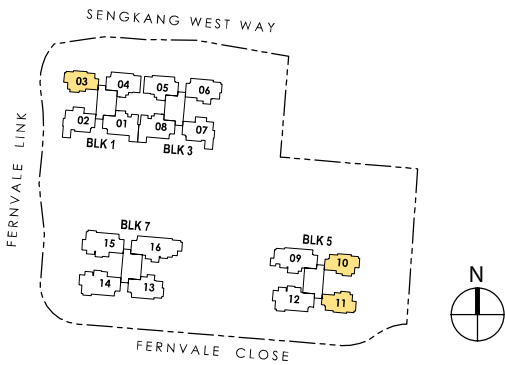 SENGKANG WEST WAY
FERNVALE LINK
03 04 05 06
02 01 08 07
BLK 1 BLK 3
BLK 7
15 16
14 13
BLK 5
09 10
12 11
N
FERNVALE CLOSE